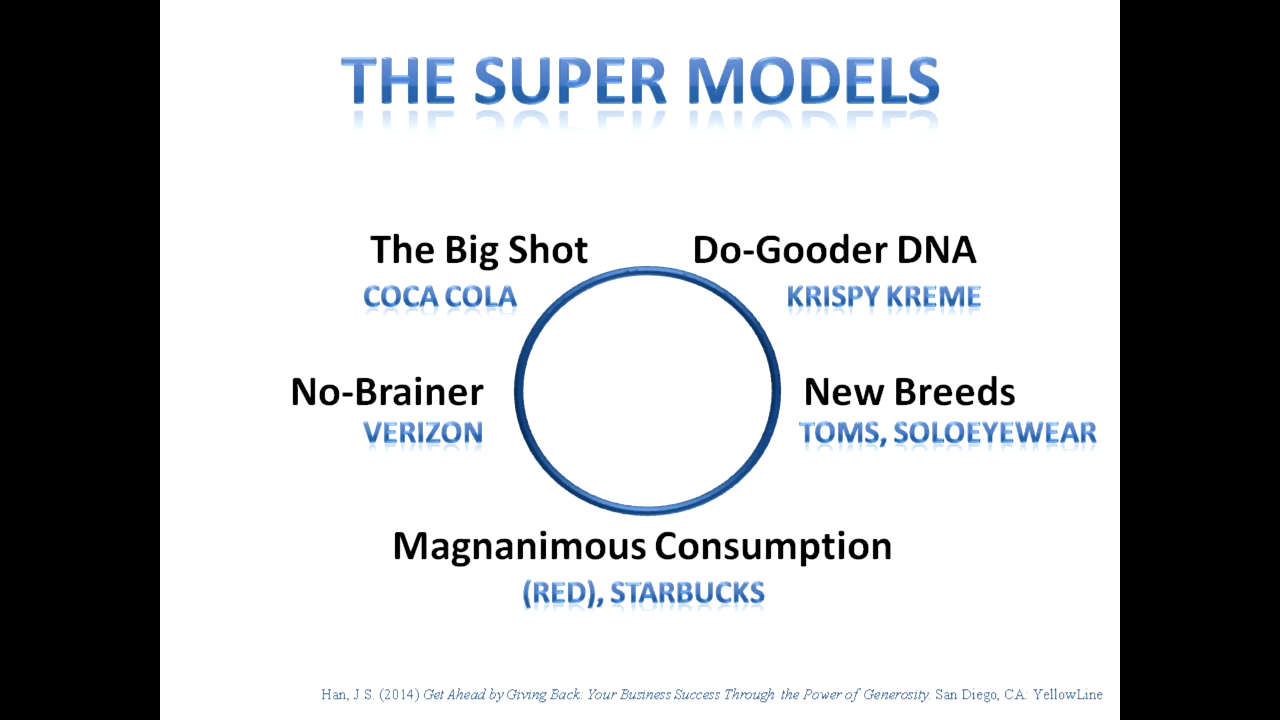 THE SUPER MODELS
The Big Shot
COCA COLA
Do-Gooder DNA
KRISPY KREME
No-Brainer
VERIZON
New Breeds
TOMS, SOLOEYEWEAR
Magnanimous Consumption
(RED), STARBUCKS
Han, J.S. (2014) Get Ahead by Giving Back: Your Business Success Through the Power of Generosity. San Diego, CA: YellowLine